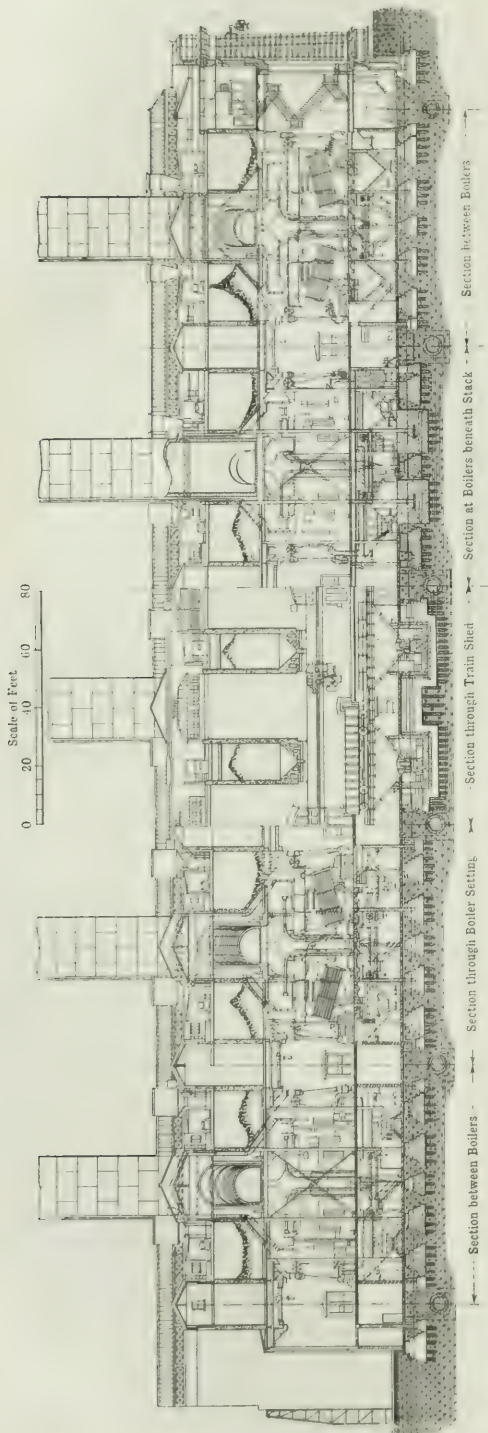 Scale of Feet
0 20 40 60 80
Section between Boilers
Section through Boiler Setting
Section through Train Shed
Section at Boilers beneath Stack
Section between Boilers